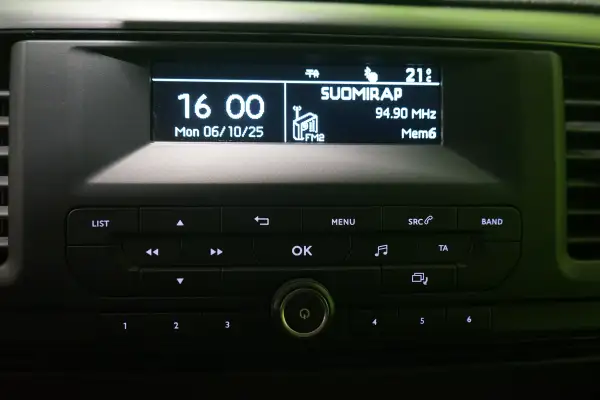 TA 21°C
16 00 SUOMIRAP
94.90 MHz
Mon 06/10/25 FM2 Mem6
LIST MENU SRC BAND
OK TA
1 2 3 4 5 6